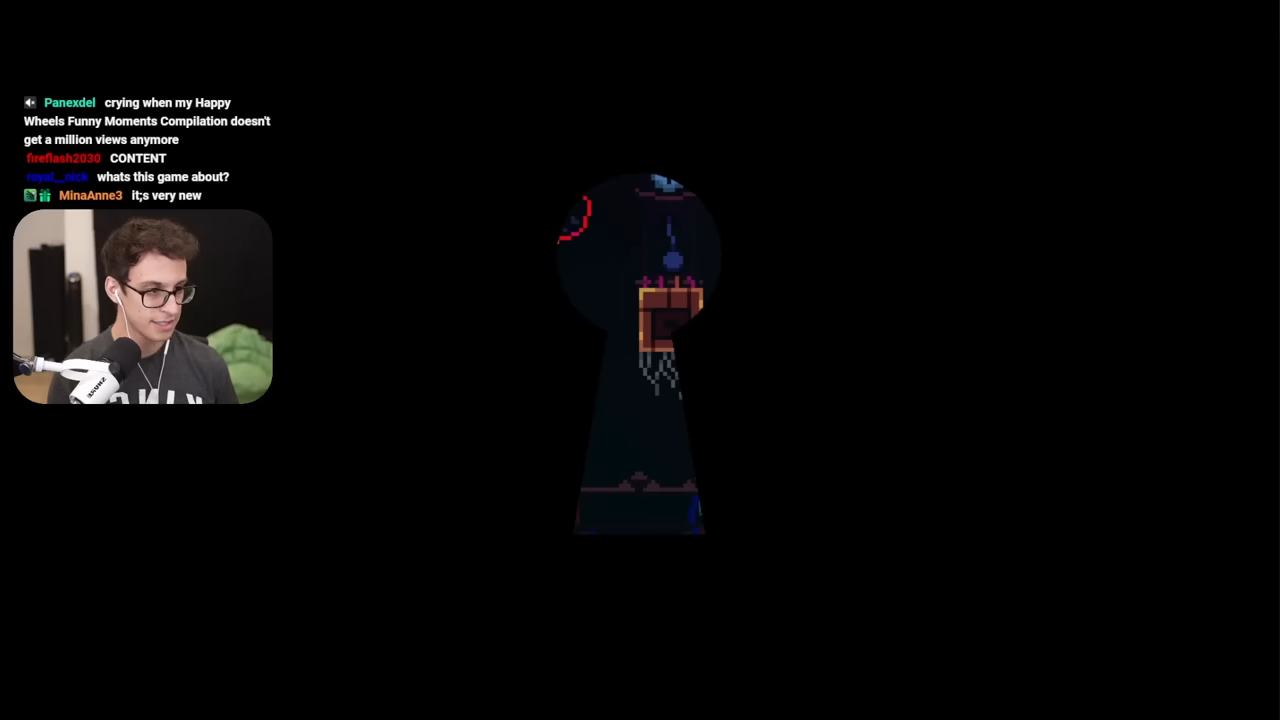 Panexdel crying when my Happy
Wheels Funny Moments Compilation doesn't
get a million views anymore
fireflash2030 CONTENT
royal__nick whats this game about?
MinaAnne3 it;s very new